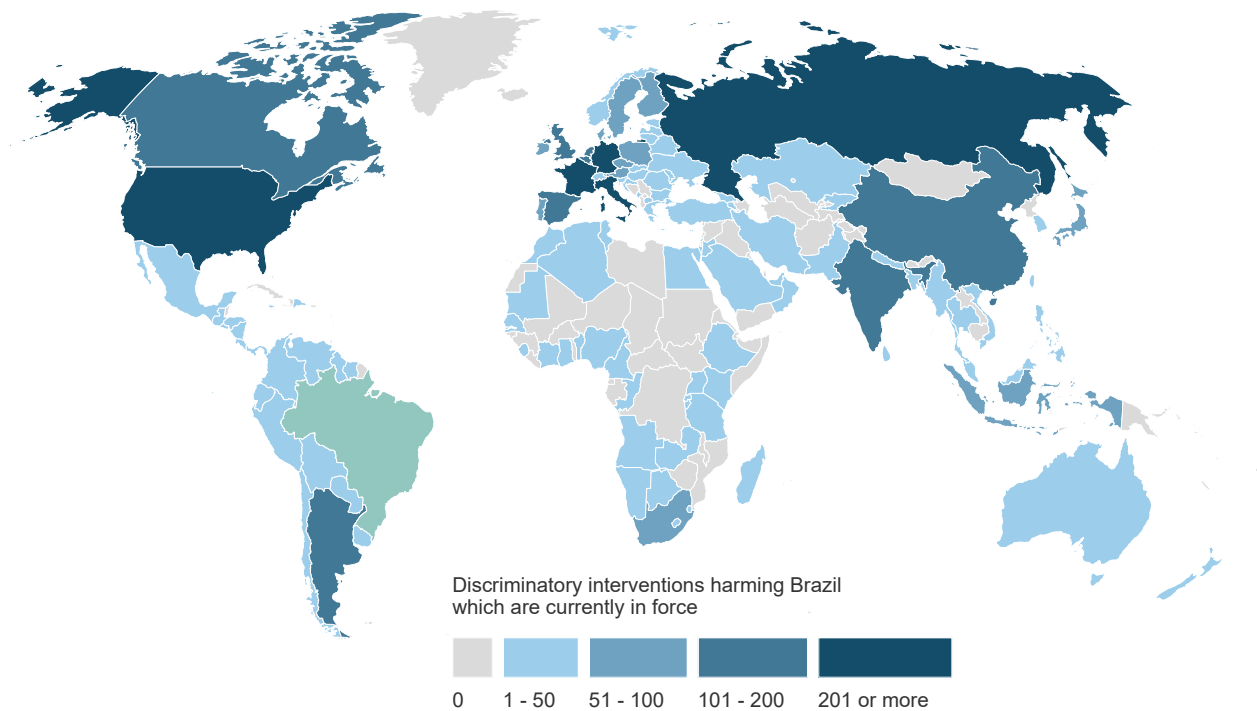 Discriminatory interventions harming Brazil
which are currently in force
0 1 - 50 51 - 100 101 - 200 201 or more